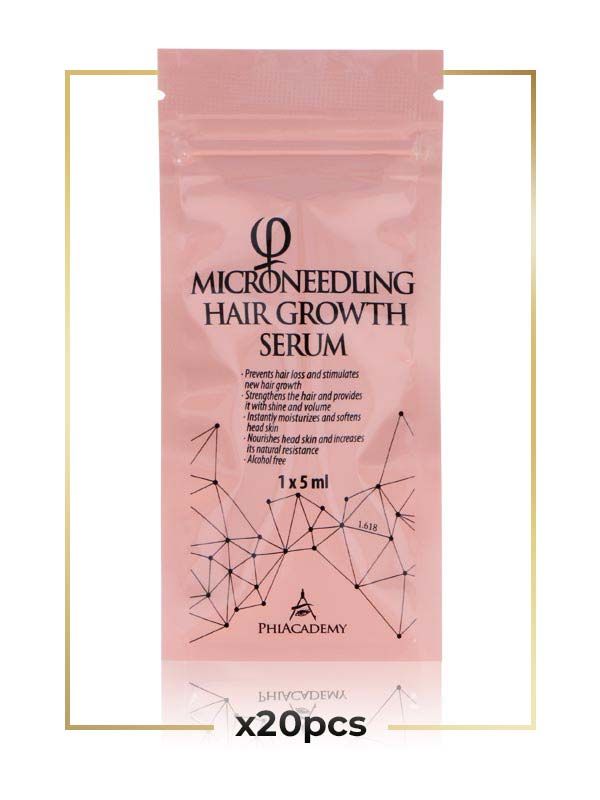 φ
MICRONEEDLING
HAIR GROWTH
SERUM
· Prevents hair loss and stimulates
new hair growth
· Strengthens the hair and provides
it with shine and volume
· Instantly moisturizes and softens
head skin
· Nourishes head skin and increases
its natural resistance
· Alcohol free
1 x 5 ml
1.618
PHIACADEMY
PHIACADEMY
x20pcs